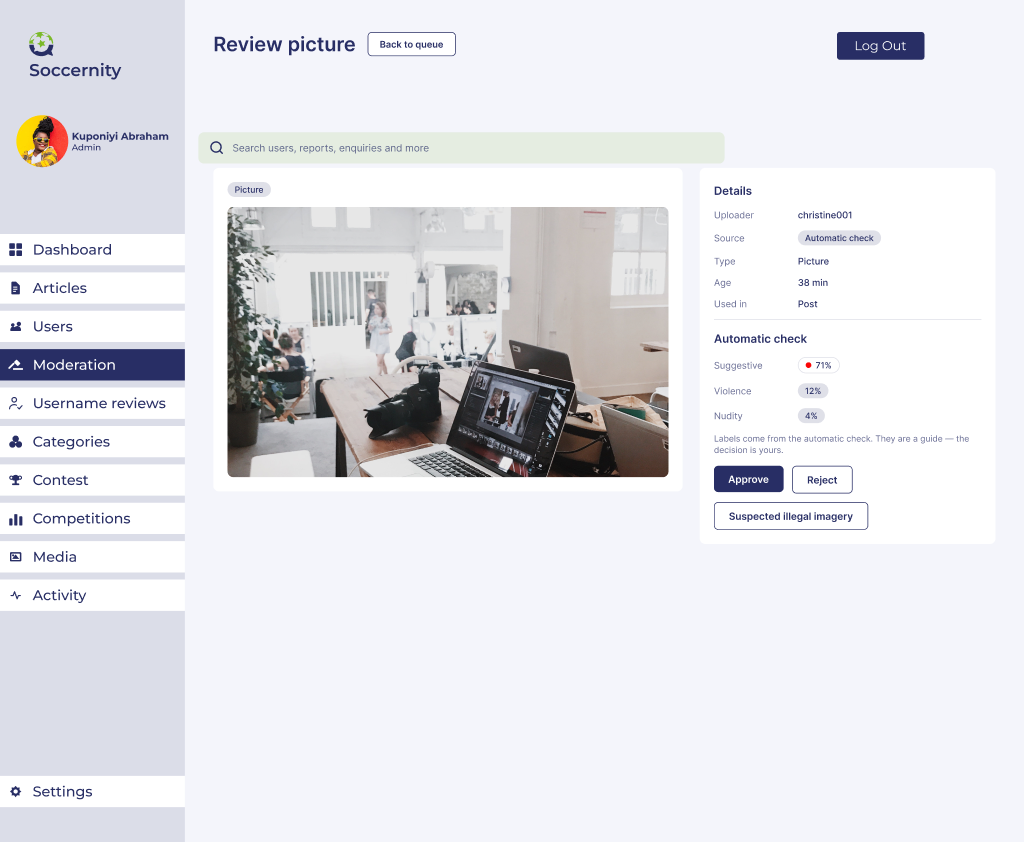 Soccernity
Kuponiyi Abraham
Admin
Dashboard
Articles
Users
Moderation
Username reviews
Categories
Contest
Competitions
Media
Activity
Settings
Review picture
Back to queue
Log Out
Search users, reports, enquiries and more
Picture
Details
Uploader christine001
Source Automatic check
Type Picture
Age 38 min
Used in Post
Automatic check
Suggestive 71%
Violence 12%
Nudity 4%
Labels come from the automatic check. They are a guide — the
decision is yours.
Approve
Reject
Suspected illegal imagery